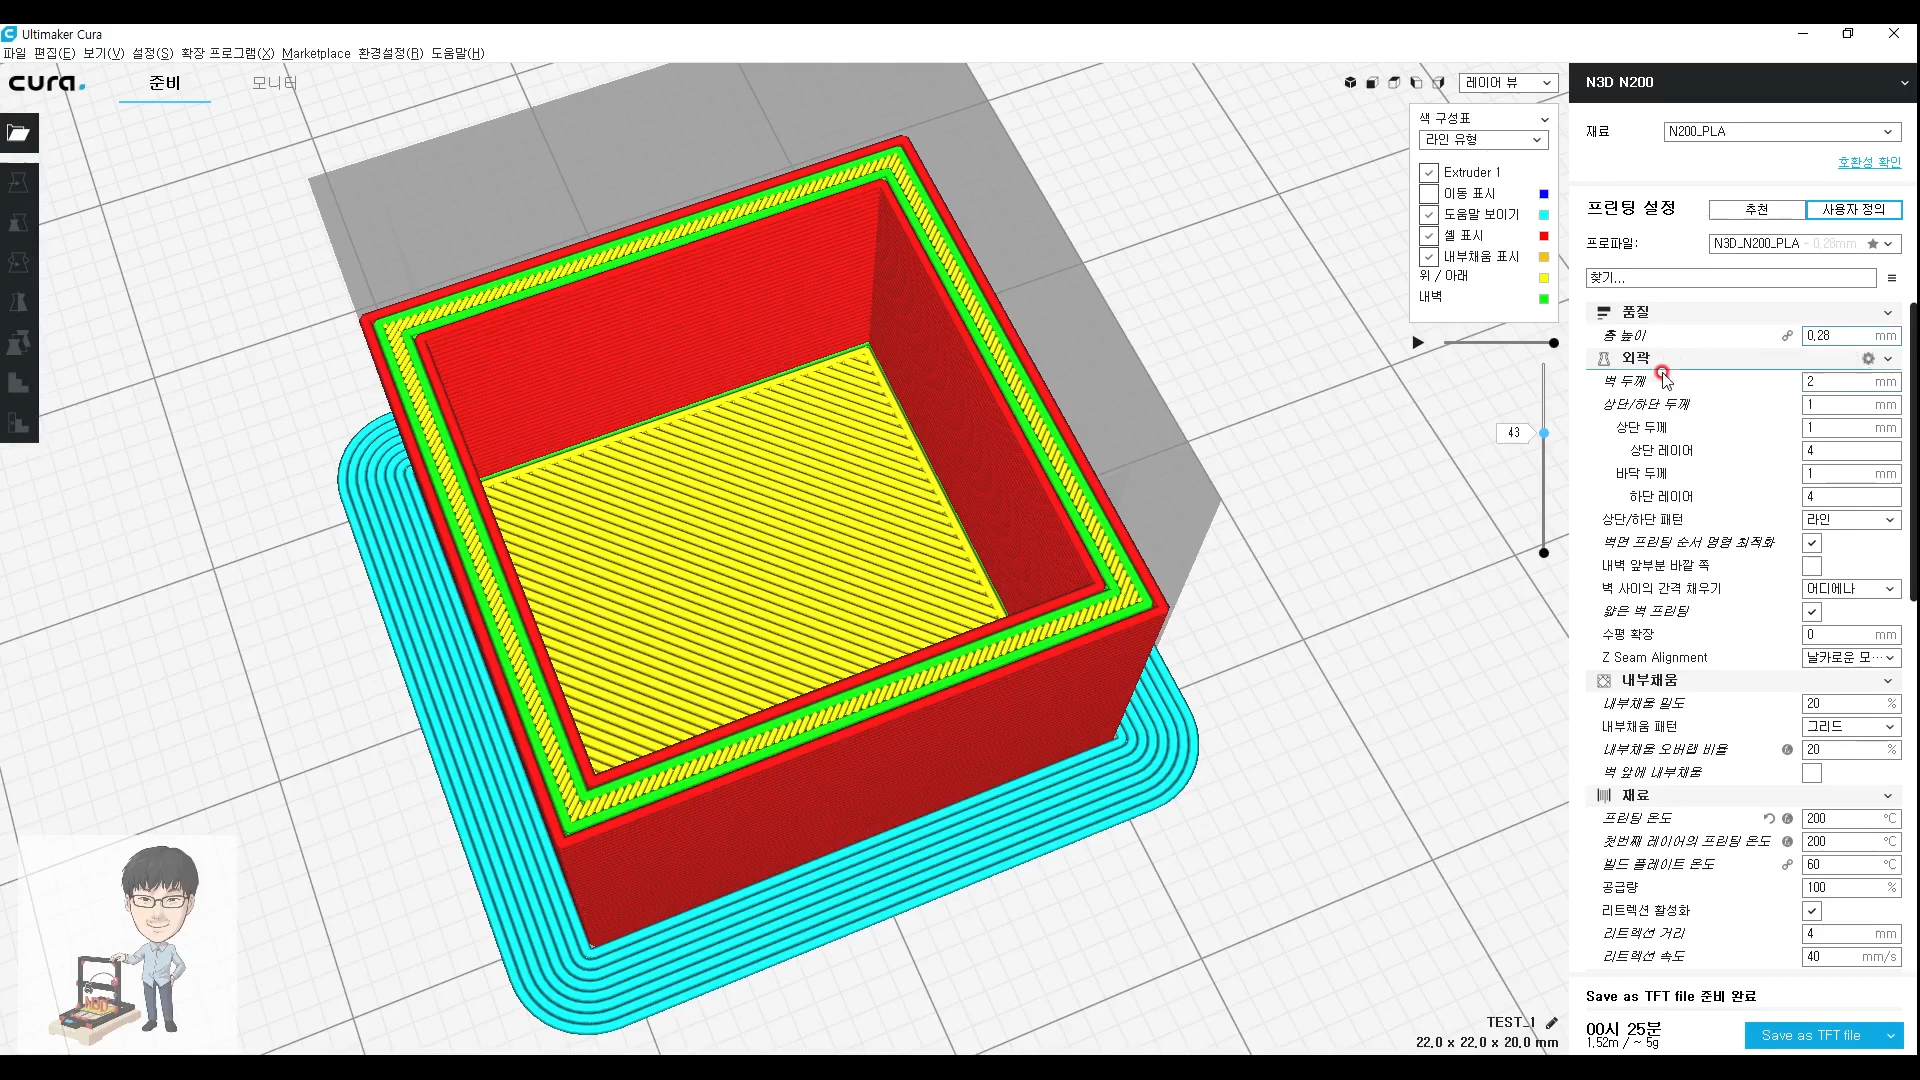 Ultimaker Cura
파일 편집(E) 보기(V) 설정(S) 확장 프로그램(X) Marketplace 환경설정(R) 도움말(H)
cura.
준비
모니터
레이어 뷰
색 구성표
라인 유형
Extruder 1
이동 표시
도움말 보이기
셸 표시
내부채움 표시
위 / 아래
내벽
43
TEST_1
22.0 x 22.0 x 20.0 mm
N3D N200
재료 N200_PLA
호환성 확인
프린팅 설정 추천 사용자 정의
프로파일: N3D_N200_PLA - 0.28mm
찾기...
품질
층 높이 0.28 mm
외곽
벽 두께 2 mm
상단/하단 두께 1 mm
상단 두께 1 mm
상단 레이어 4
바닥 두께 1 mm
하단 레이어 4
상단/하단 패턴 라인
벽면 프린팅 순서 명령 최적화
내벽 앞부분 바깥 쪽
벽 사이의 간격 채우기 어디에나
얇은 벽 프린팅
수평 확장 0 mm
Z Seam Alignment 날카로운 모…
내부채움
내부채움 밀도 20 %
내부채움 패턴 그리드
내부채움 오버랩 비율 20 %
벽 앞에 내부채움
재료
프린팅 온도 200 °C
첫번째 레이어의 프린팅 온도 200 °C
빌드 플레이트 온도 60 °C
공급량 100 %
리트렉션 활성화
리트렉션 거리 4 mm
리트렉션 속도 40 mm/s
Save as TFT file 준비 완료
00시 25분
1.52m / ~ 5g
Save as TFT file